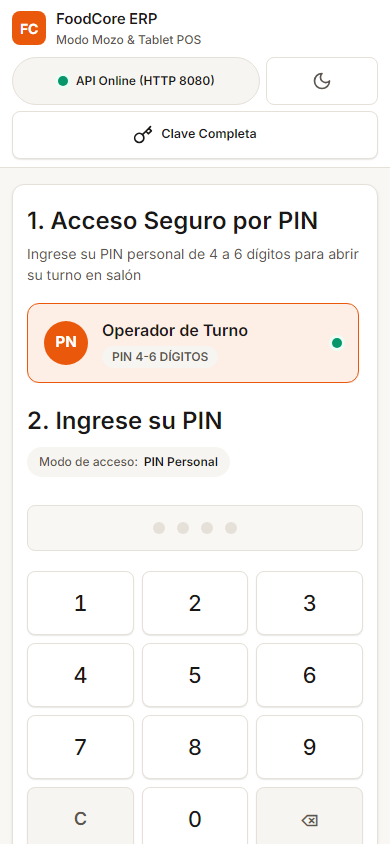 FC
FoodCore ERP
Modo Mozo & Tablet POS
API Online (HTTP 8080)
Clave Completa
1. Acceso Seguro por PIN
Ingrese su PIN personal de 4 a 6 dígitos para abrir
su turno en salón
PN
Operador de Turno
PIN 4-6 DÍGITOS
2. Ingrese su PIN
Modo de acceso: PIN Personal
1 2 3
4 5 6
7 8 9
C 0